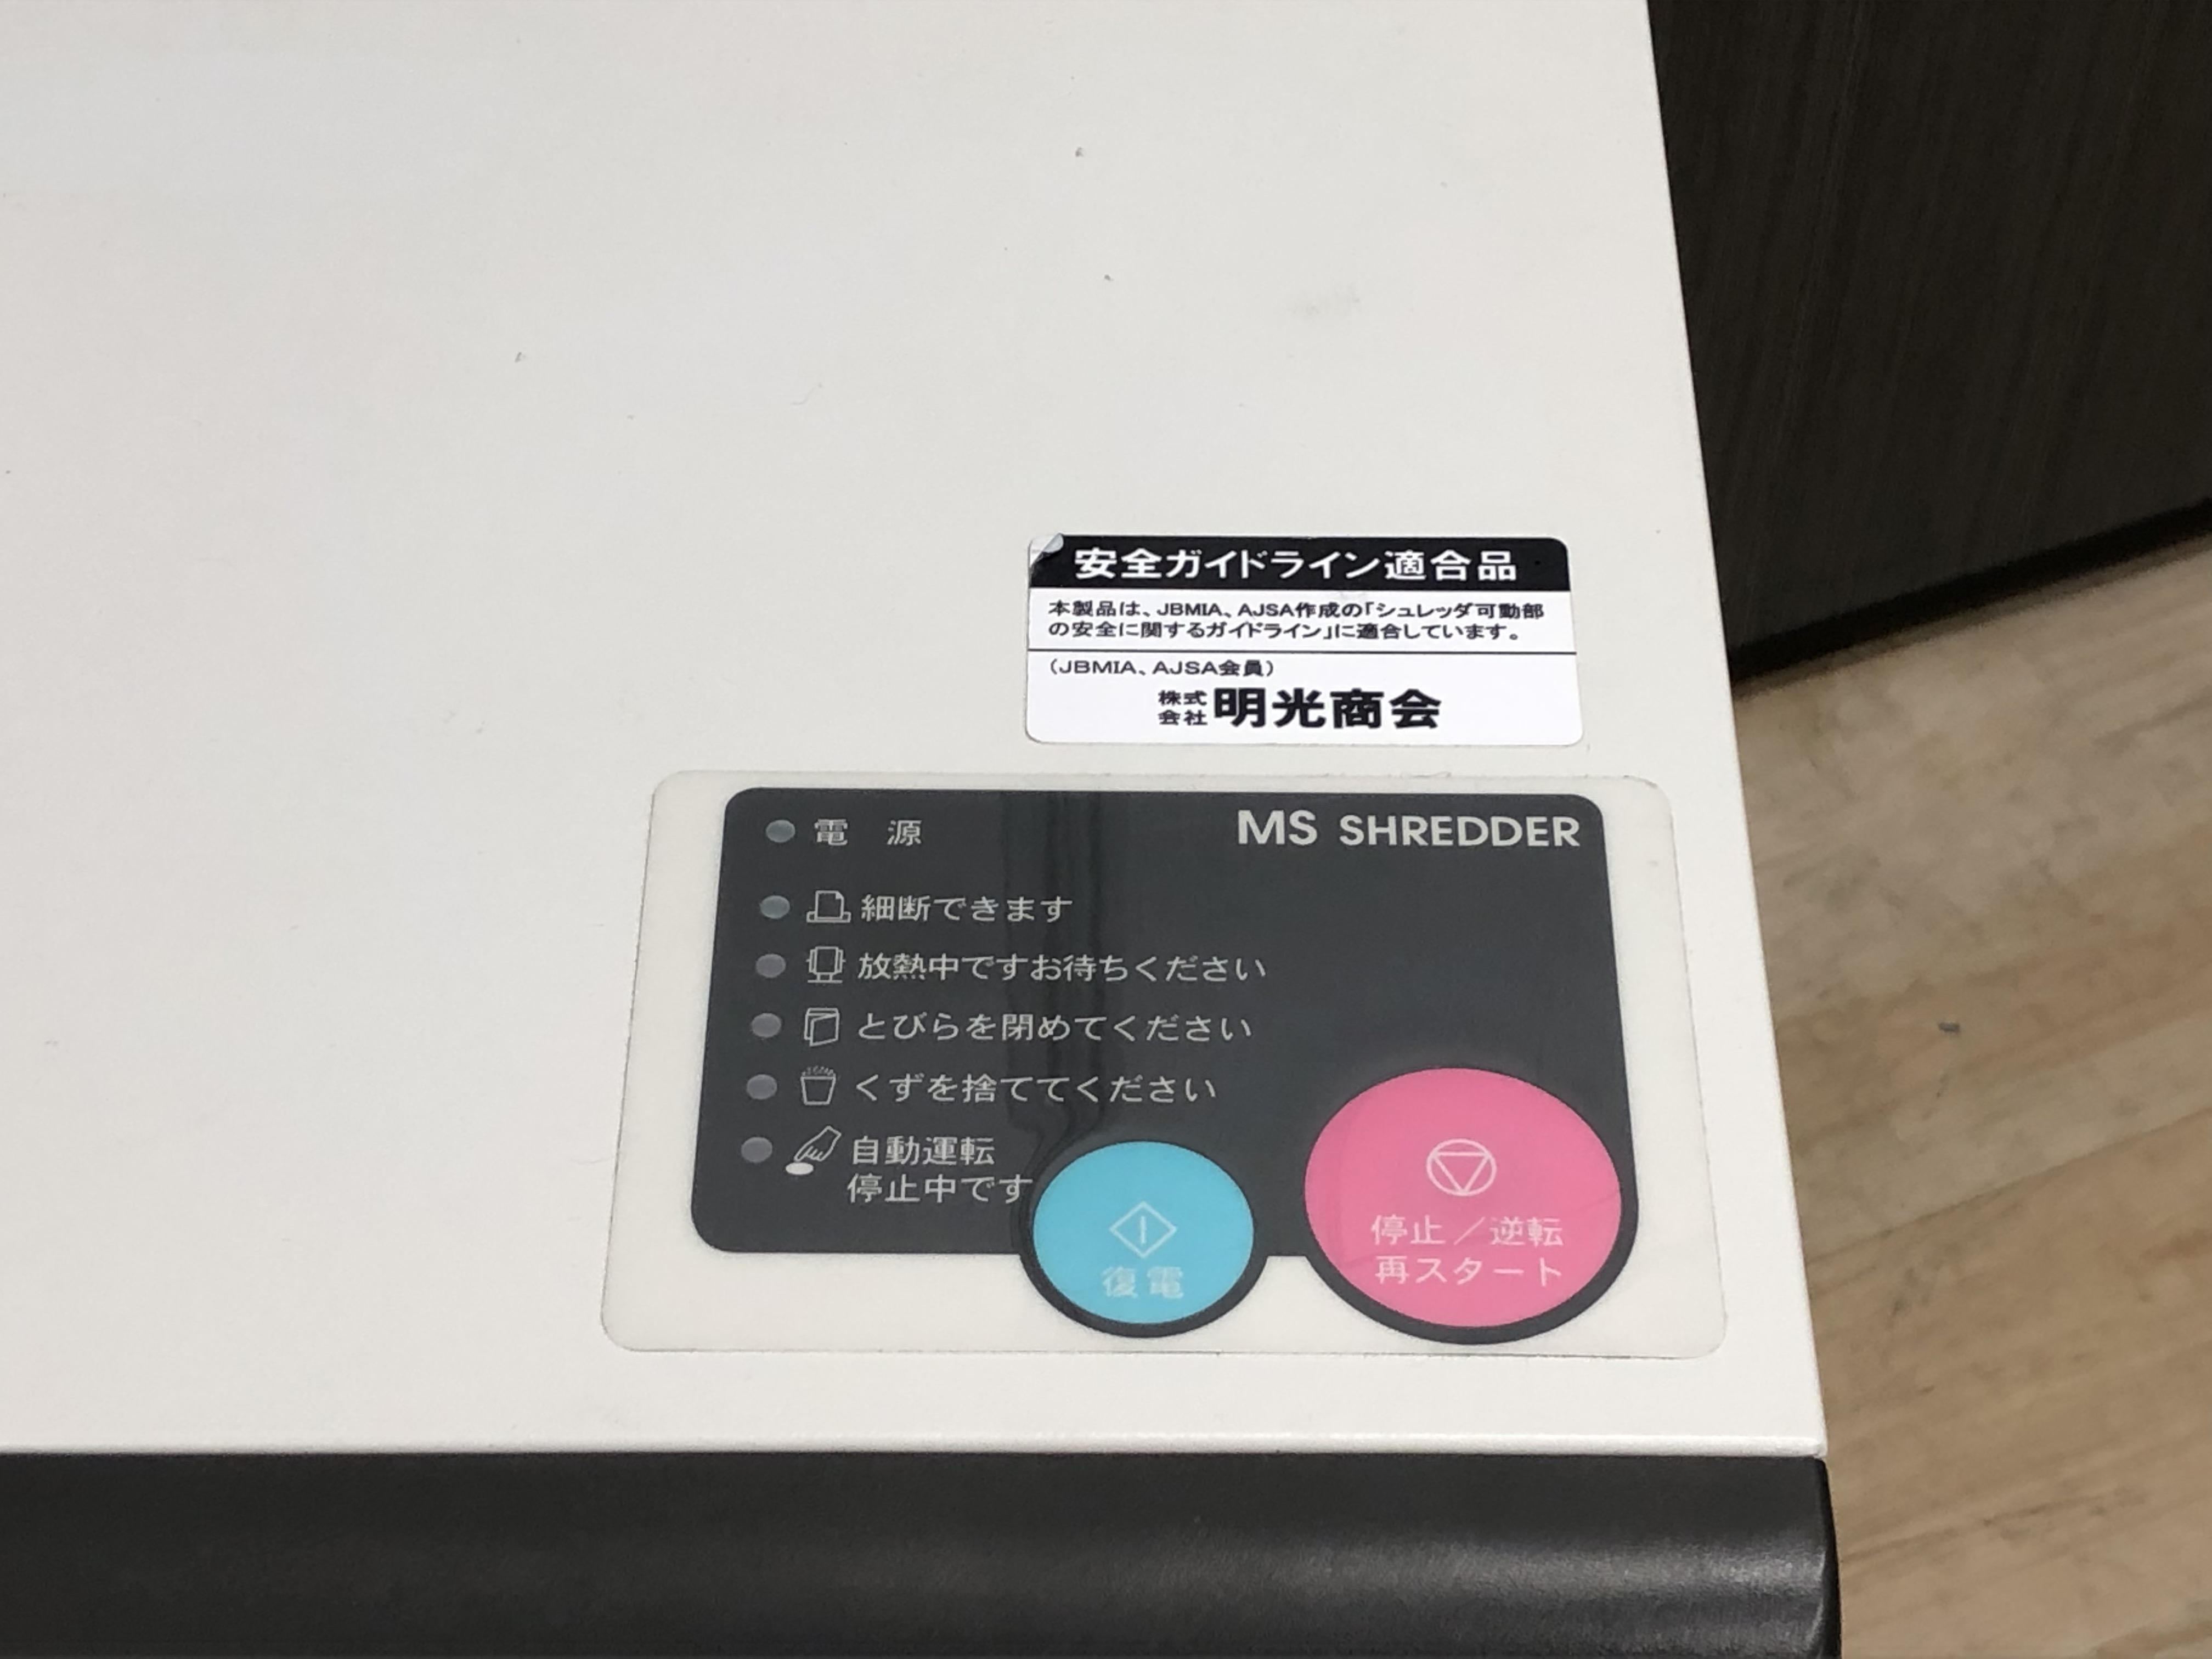 安全ガイドライン適合品
本製品は、JBMIA、AJSA作成の「シュレッダ可動部
の安全に関するガイドライン」に適合しています。
(JBMIA、AJSA会員)
株式会社 明光商会
電 源
MS SHREDDER
細断できます
放熱中ですお待ちください
とびらを閉めてください
くずを捨ててください
自動運転
停止中です
復電
停止/逆転
再スタート